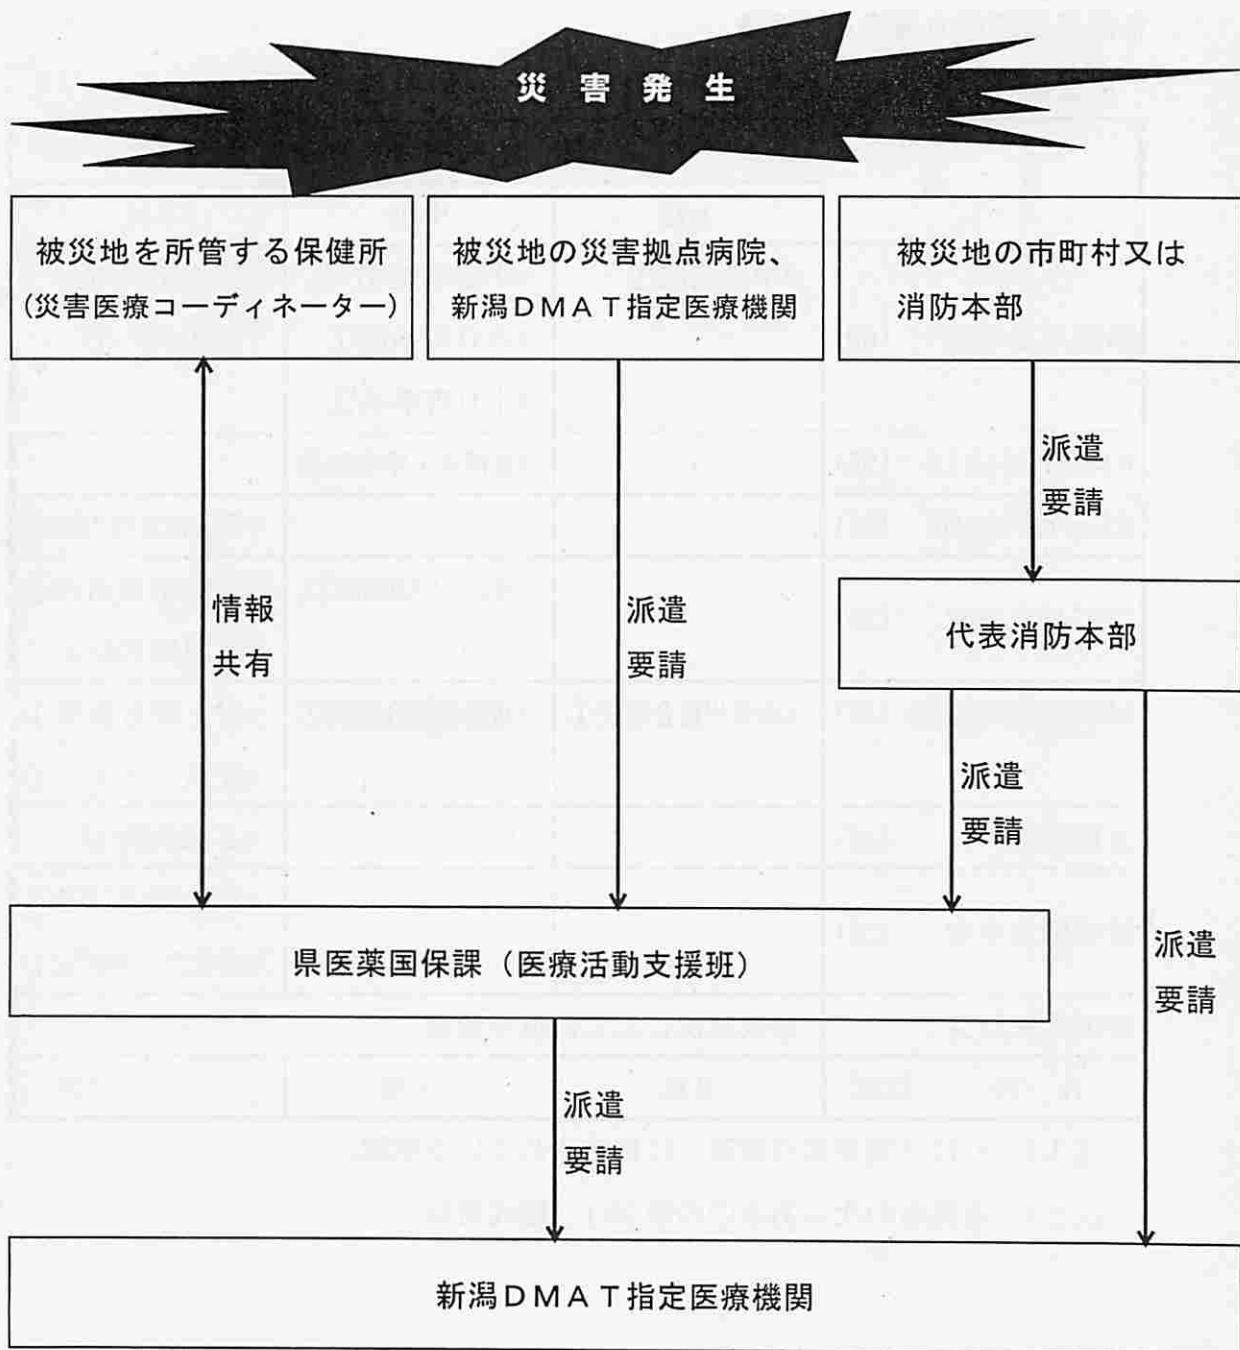 災害発生
被災地を所管する保健所
(災害医療コーディネーター)
被災地の災害拠点病院、
新潟DMAT指定医療機関
被災地の市町村又は
消防本部
派遣
要請
情報
共有
派遣
要請
代表消防本部
派遣
要請
県医薬国保課（医療活動支援班）
派遣
要請
派遣
要請
新潟DMAT指定医療機関